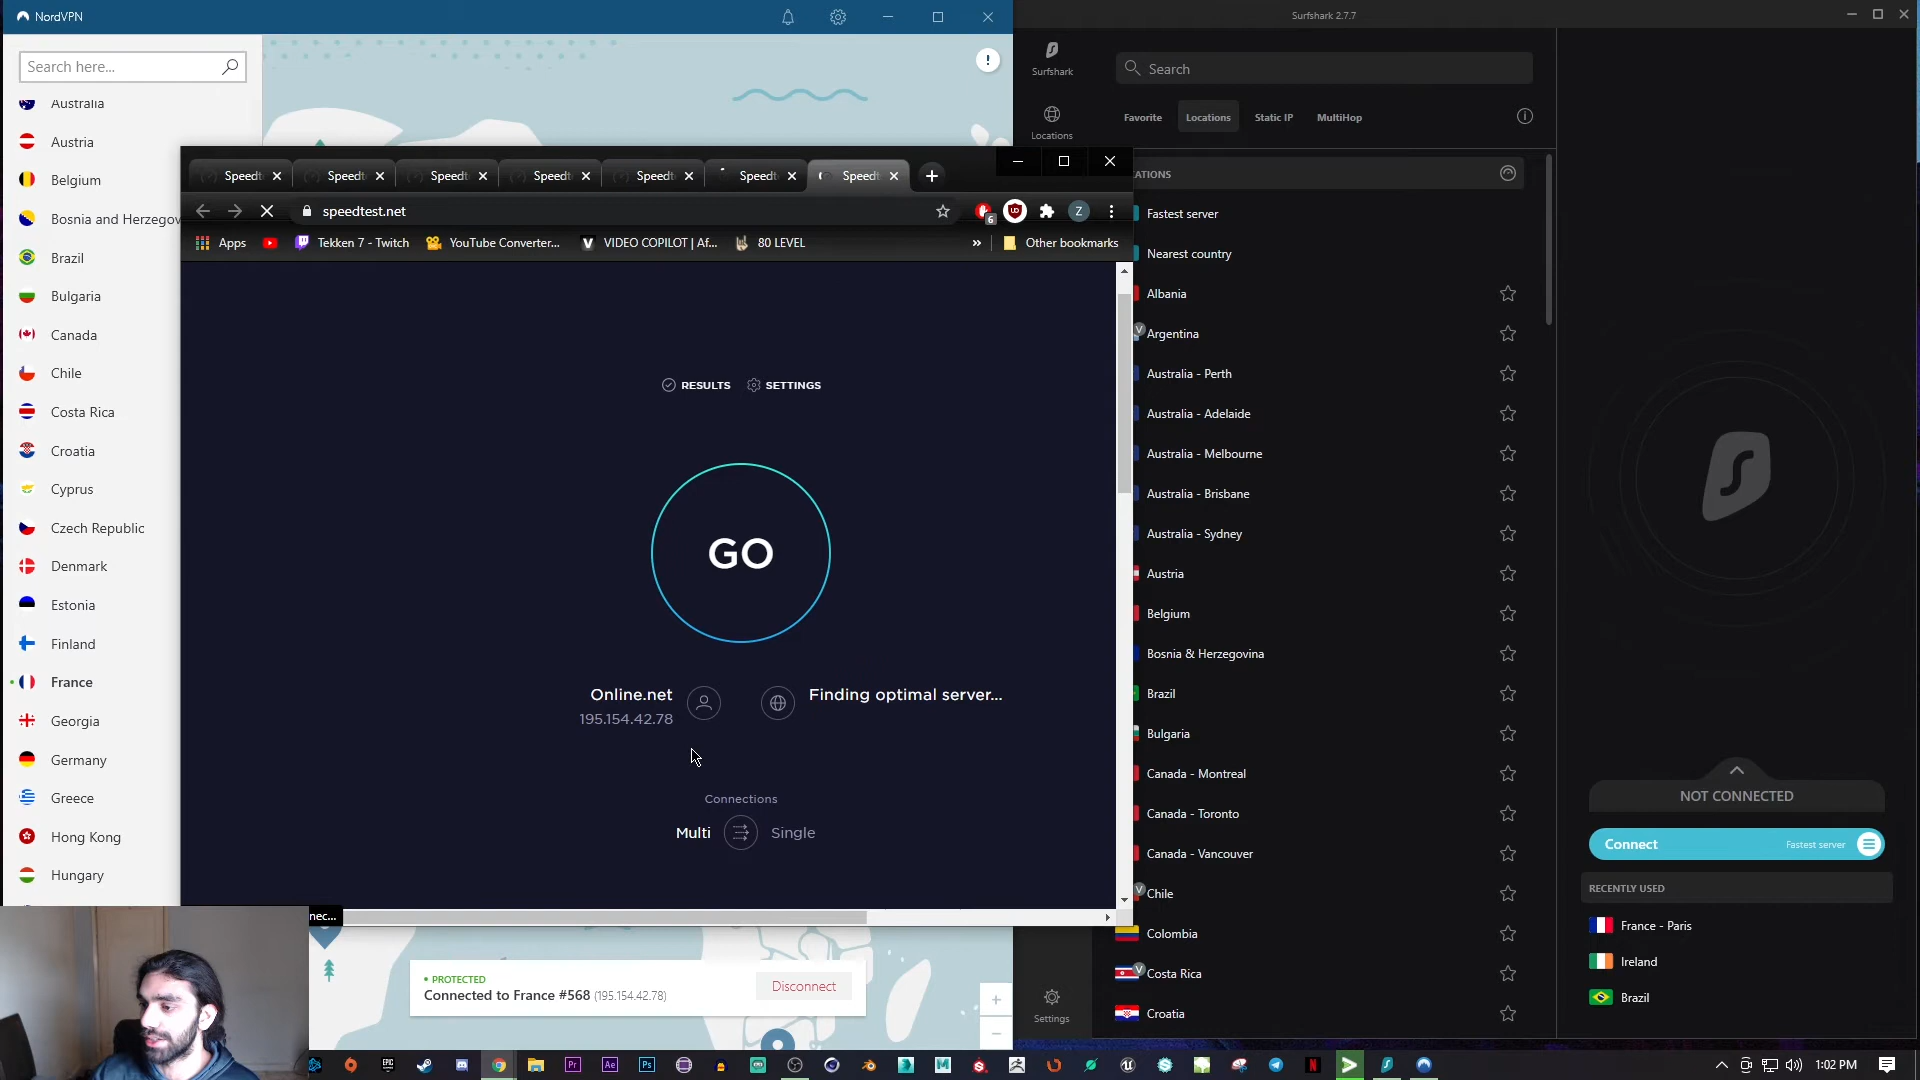 NordVPN
Search here...
Australia
Austria
Belgium
Bosnia and Herzegov
Brazil
Bulgaria
Canada
Chile
Costa Rica
Croatia
Cyprus
Czech Republic
Denmark
Estonia
Finland
France
Georgia
Germany
Greece
Hong Kong
Hungary
!
Speedt
Speedt
Speedt
Speedt
Speedt
Speedt
Speedt
speedtest.net
6
Z
Apps
Tekken 7 - Twitch
YouTube Converter...
VIDEO COPILOT | Af...
80 LEVEL
»
Other bookmarks
RESULTS
SETTINGS
GO
Online.net
195.154.42.78
Finding optimal server...
Connections
Multi
Single
nec...
PROTECTED
Connected to France #568 (195.154.42.78)
Disconnect
Surfshark 2.7.7
Surfshark
Locations
Settings
Search
Favorite
Locations
Static IP
MultiHop
ATIONS
Fastest server
Nearest country
Albania
Argentina
Australia - Perth
Australia - Adelaide
Australia - Melbourne
Australia - Brisbane
Australia - Sydney
Austria
Belgium
Bosnia & Herzegovina
Brazil
Bulgaria
Canada - Montreal
Canada - Toronto
Canada - Vancouver
Chile
Colombia
Costa Rica
Croatia
NOT CONNECTED
Connect
Fastest server
RECENTLY USED
France - Paris
Ireland
Brazil
1:02 PM